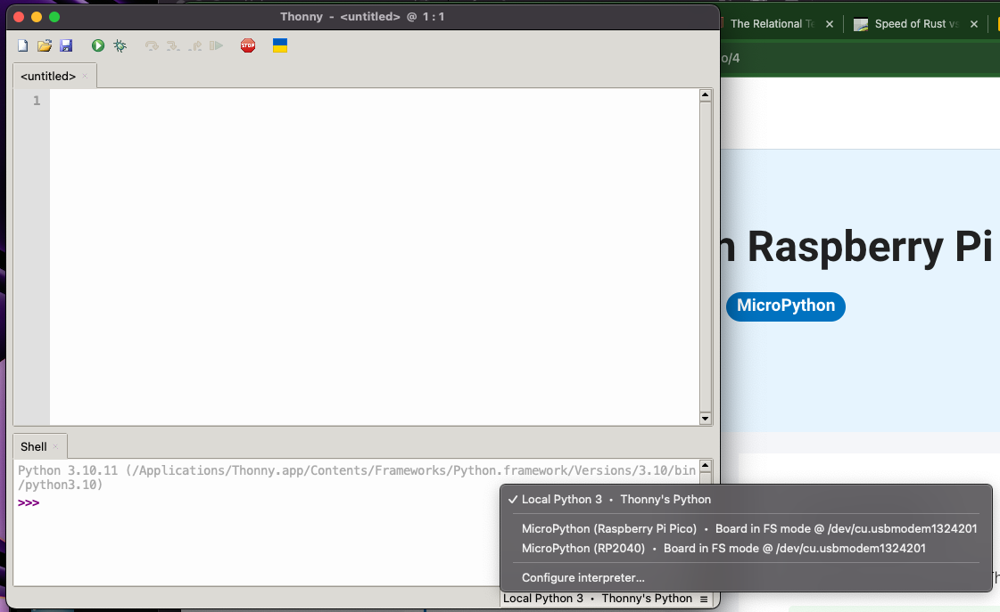 Thonny - <untitled> @ 1 : 1
The Relational
Speed of Rust vs
STOP
o/4
<untitled>
1
n Raspberry Pi
MicroPython
Shell
Python 3.10.11 (/Applications/Thonny.app/Contents/Frameworks/Python.framework/Versions/3.10/bin
/python3.10)
>>>
✓ Local Python 3 • Thonny's Python
MicroPython (Raspberry Pi Pico) • Board in FS mode @ /dev/cu.usbmodem1324201
MicroPython (RP2040) • Board in FS mode @ /dev/cu.usbmodem1324201
Configure interpreter...
Local Python 3 • Thonny's Python ≡